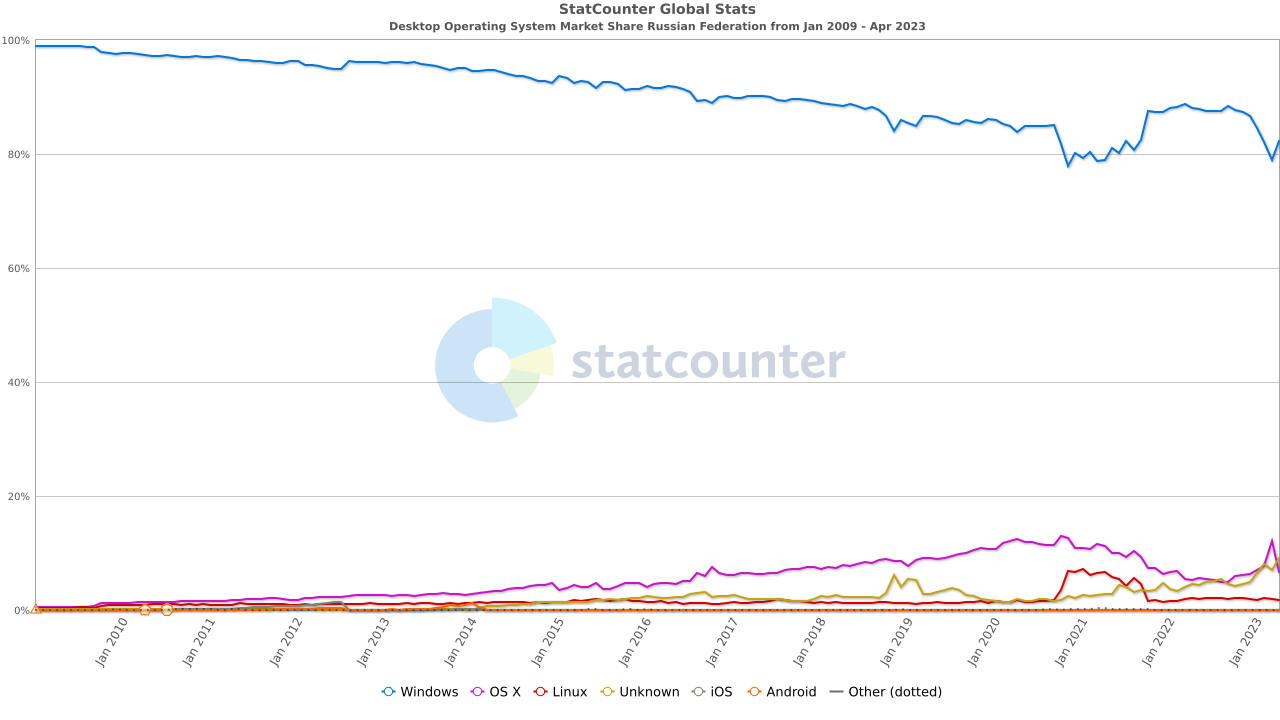 StatCounter Global Stats
Desktop Operating System Market Share Russian Federation from Jan 2009 - Apr 2023
100%
80%
60%
40%
20%
0%
statcounter
Jan 2010
Jan 2011
Jan 2012
Jan 2013
Jan 2014
Jan 2015
Jan 2016
Jan 2017
Jan 2018
Jan 2019
Jan 2020
Jan 2021
Jan 2022
Jan 2023
Windows OS X Linux Unknown iOS Android Other (dotted)